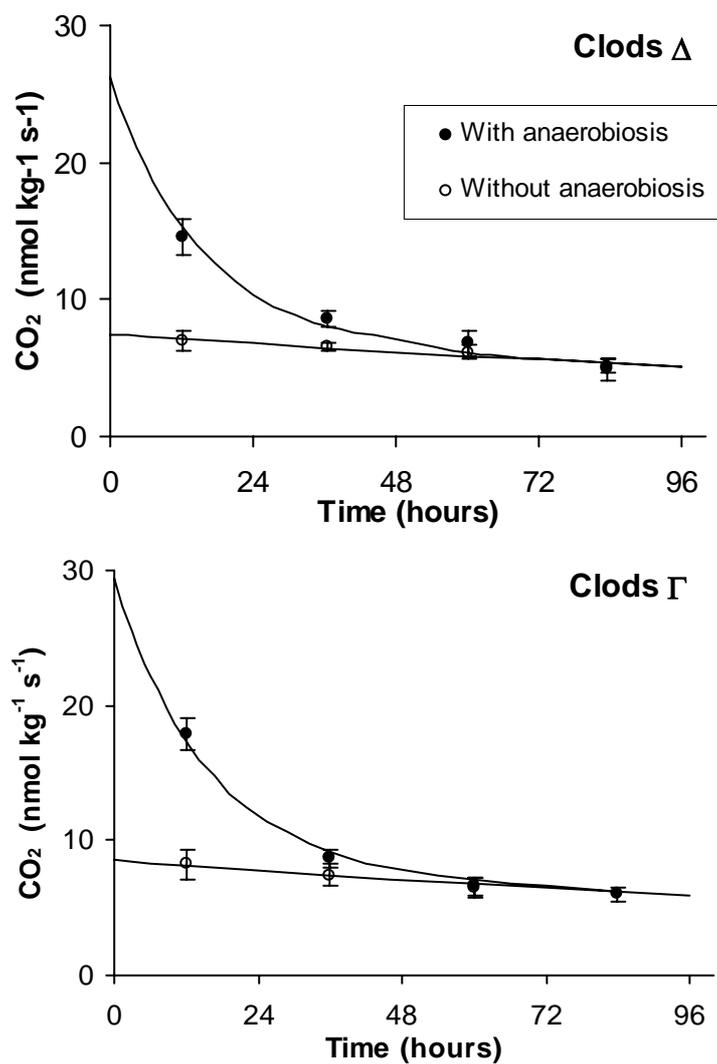 30
Clods Δ
With anaerobiosis
Without anaerobiosis
20
10
0
CO₂ (nmol kg-1 s-1)
0 24 48 72 96
Time (hours)
30
Clods Γ
20
10
0
CO₂ (nmol kg⁻¹ s⁻¹)
0 24 48 72 96
Time (hours)